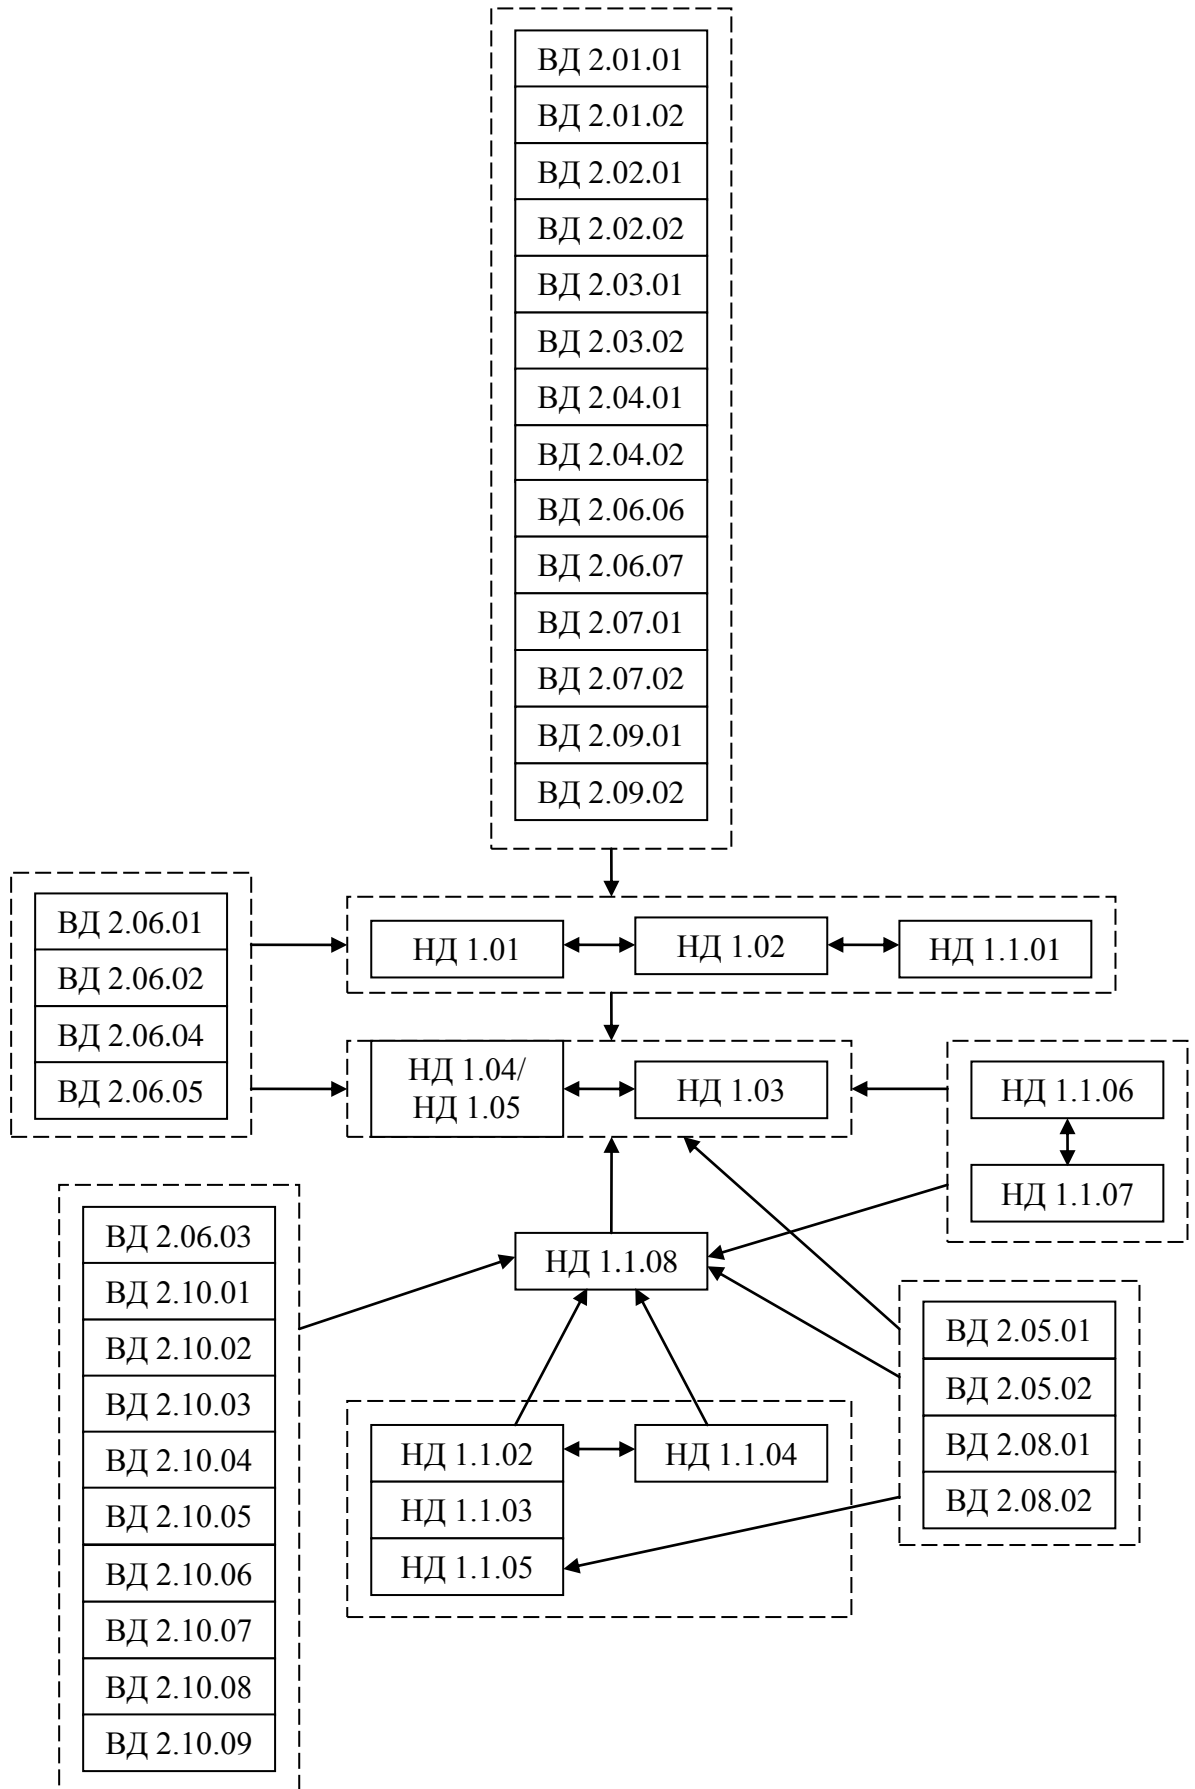 ВД 2.01.01
ВД 2.01.02
ВД 2.02.01
ВД 2.02.02
ВД 2.03.01
ВД 2.03.02
ВД 2.04.01
ВД 2.04.02
ВД 2.06.06
ВД 2.06.07
ВД 2.07.01
ВД 2.07.02
ВД 2.09.01
ВД 2.09.02
ВД 2.06.01
ВД 2.06.02
ВД 2.06.04
ВД 2.06.05
НД 1.01
НД 1.02
НД 1.1.01
НД 1.04/
НД 1.05
НД 1.03
НД 1.1.06
НД 1.1.07
ВД 2.06.03
ВД 2.10.01
ВД 2.10.02
ВД 2.10.03
ВД 2.10.04
ВД 2.10.05
ВД 2.10.06
ВД 2.10.07
ВД 2.10.08
ВД 2.10.09
НД 1.1.08
НД 1.1.02
НД 1.1.03
НД 1.1.05
НД 1.1.04
ВД 2.05.01
ВД 2.05.02
ВД 2.08.01
ВД 2.08.02